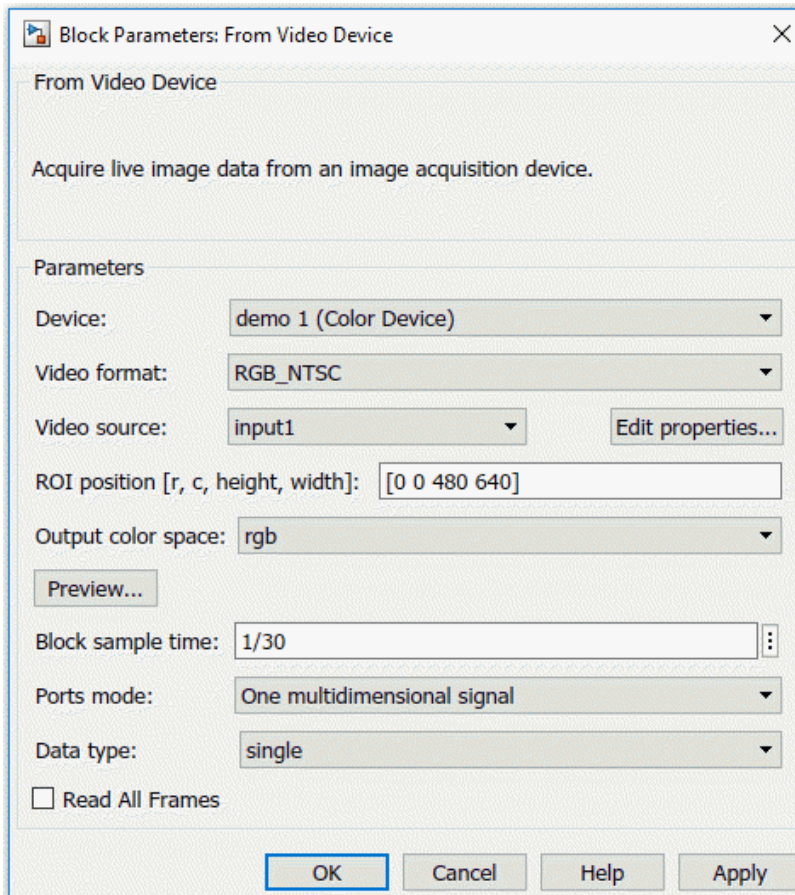 Block Parameters: From Video Device
From Video Device
Acquire live image data from an image acquisition device.
Parameters
Device: demo 1 (Color Device)
Video format: RGB_NTSC
Video source: input1 Edit properties...
ROI position [r, c, height, width]: [0 0 480 640]
Output color space: rgb
Preview...
Block sample time: 1/30
Ports mode: One multidimensional signal
Data type: single
Read All Frames
OK Cancel Help Apply